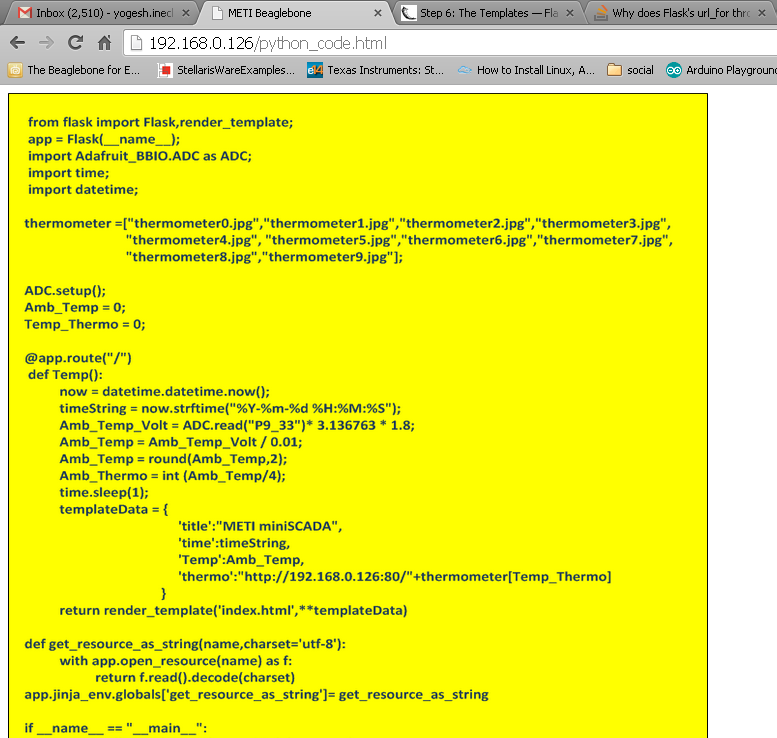 Inbox (2,510) - yogesh.inec
METI Beaglebone
Step 6: The Templates — Fla
Why does Flask's url_for thro
192.168.0.126/python_code.html
The Beaglebone for E...
StellarisWareExamples...
Texas Instruments: St...
How to Install Linux, A...
social
Arduino Playground
from flask import Flask,render_template;
app = Flask(__name__);
import Adafruit_BBIO.ADC as ADC;
import time;
import datetime;
thermometer =["thermometer0.jpg","thermometer1.jpg","thermometer2.jpg","thermometer3.jpg",
"thermometer4.jpg", "thermometer5.jpg","thermometer6.jpg","thermometer7.jpg",
"thermometer8.jpg","thermometer9.jpg"];
ADC.setup();
Amb_Temp = 0;
Temp_Thermo = 0;
@app.route("/")
def Temp():
now = datetime.datetime.now();
timeString = now.strftime("%Y-%m-%d %H:%M:%S");
Amb_Temp_Volt = ADC.read("P9_33")* 3.136763 * 1.8;
Amb_Temp = Amb_Temp_Volt / 0.01;
Amb_Temp = round(Amb_Temp,2);
Amb_Thermo = int (Amb_Temp/4);
time.sleep(1);
templateData = {
'title':"METI miniSCADA",
'time':timeString,
'Temp':Amb_Temp,
'thermo':"http://192.168.0.126:80/"+thermometer[Temp_Thermo]
}
return render_template('index.html',**templateData)
def get_resource_as_string(name,charset='utf-8'):
with app.open_resource(name) as f:
return f.read().decode(charset)
app.jinja_env.globals['get_resource_as_string']= get_resource_as_string
if __name__ == "__main__":